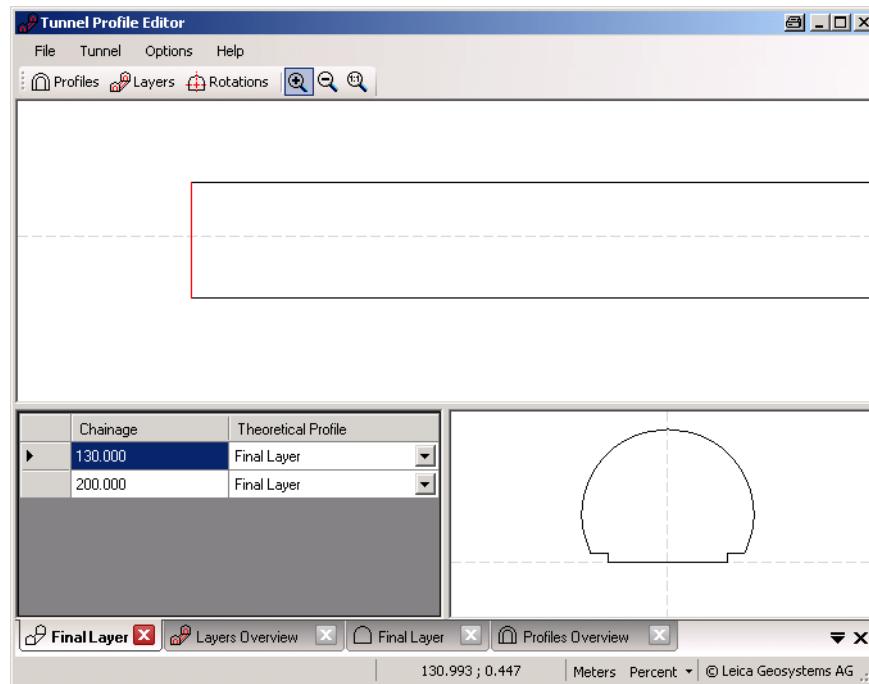 Tunnel Profile Editor
File Tunnel Options Help
Profiles Layers Rotations 1:1
Chainage Theoretical Profile
130.000 Final Layer
200.000 Final Layer
Final Layer Layers Overview Final Layer Profiles Overview
130.993 ; 0.447 Meters Percent © Leica Geosystems AG